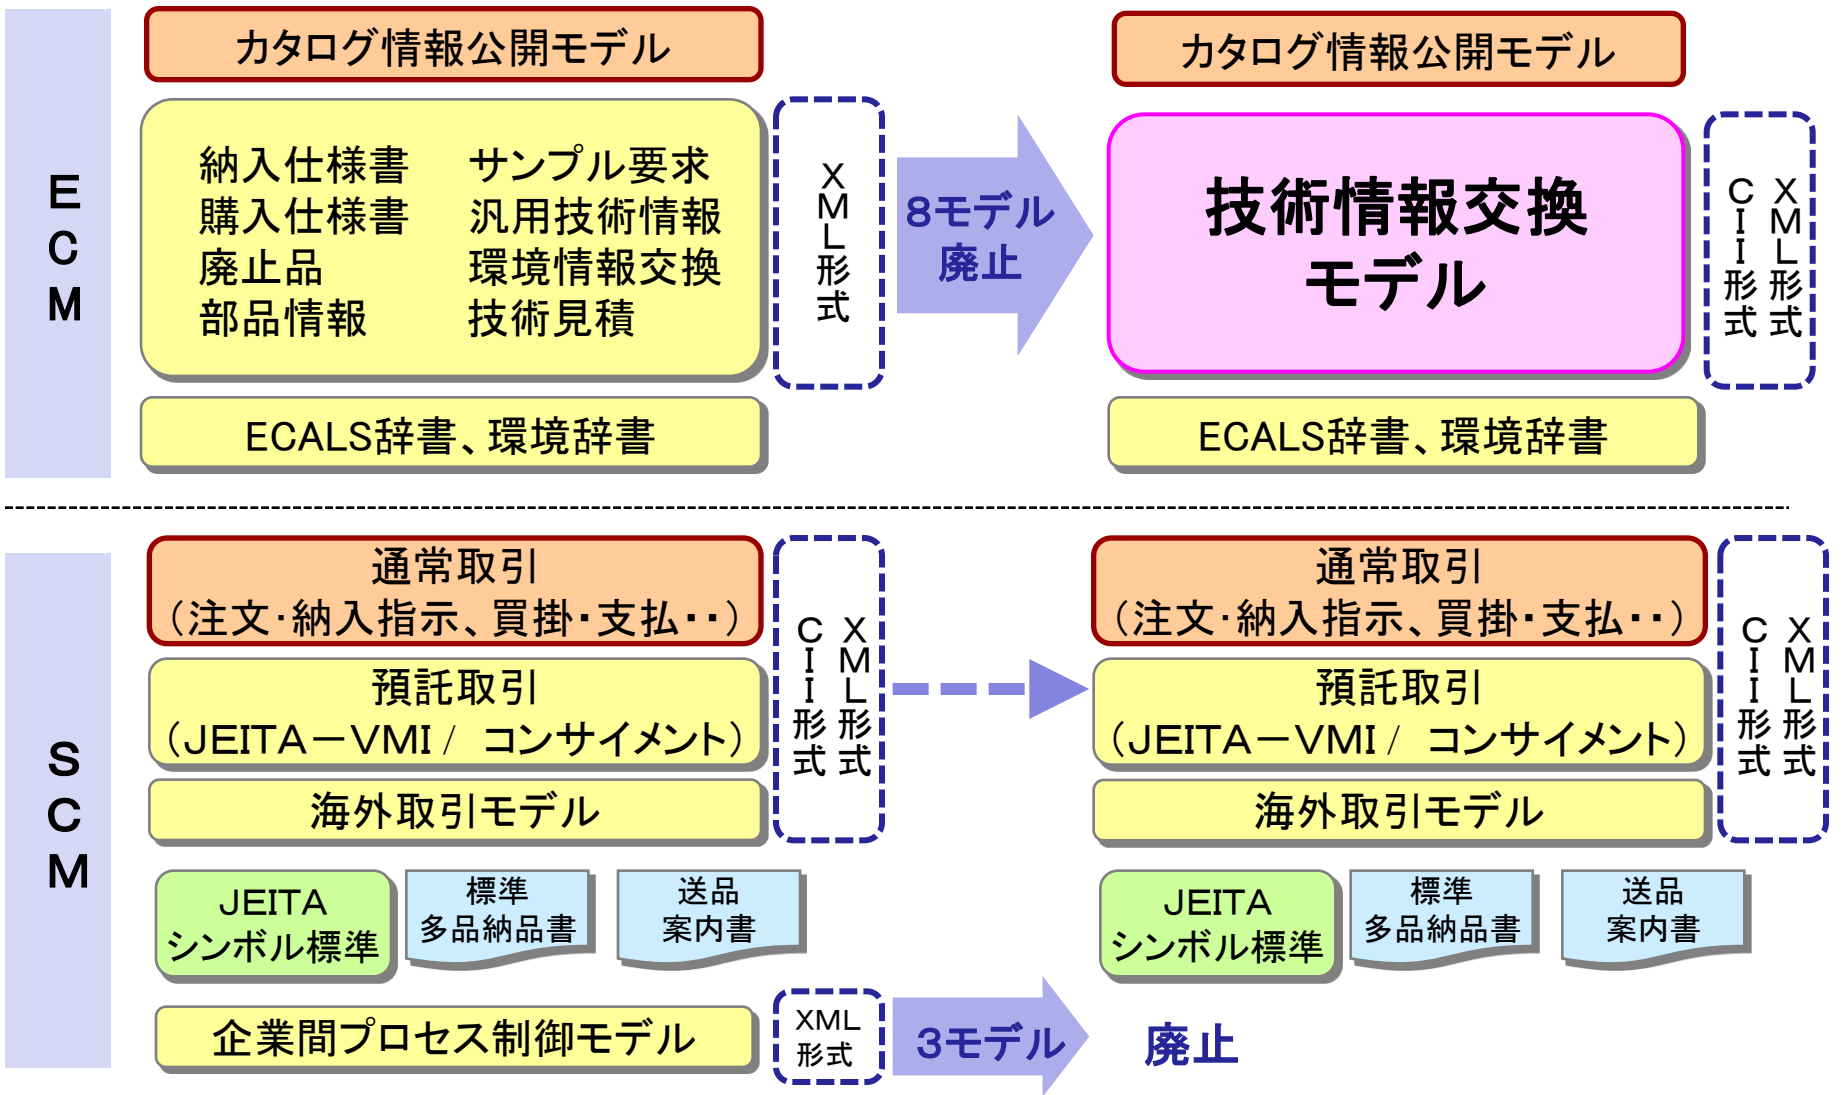 ECM
カタログ情報公開モデル
納入仕様書 サンプル要求
購入仕様書 汎用技術情報
廃止品 環境情報交換
部品情報 技術見積
XML形式
ECALS辞書、環境辞書
8モデル
廃止
カタログ情報公開モデル
技術情報交換
モデル
XML形式
CII形式
ECALS辞書、環境辞書
SCM
通常取引
（注文・納入指示、買掛・支払・・）
預託取引
（JEITA－VMI / コンサイメント）
海外取引モデル
XML形式
CII形式
JEITA
シンボル標準
標準
多品納品書
送品
案内書
企業間プロセス制御モデル
XML
形式
3モデル
廃止
通常取引
（注文・納入指示、買掛・支払・・）
預託取引
（JEITA－VMI / コンサイメント）
海外取引モデル
XML形式
CII形式
JEITA
シンボル標準
標準
多品納品書
送品
案内書